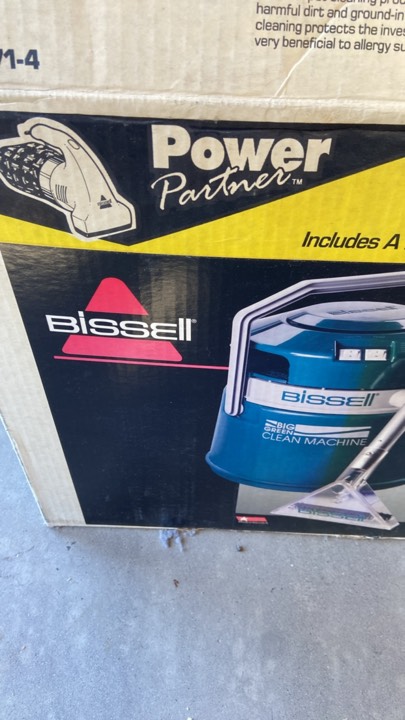 harmful dirt and ground-in
cleaning protects the inves
very beneficial to allergy su
71-4
Power
Partner™
Includes A
BISSELL®
BISSELL
BIG
GREEN
CLEAN MACHINE
BISSELL